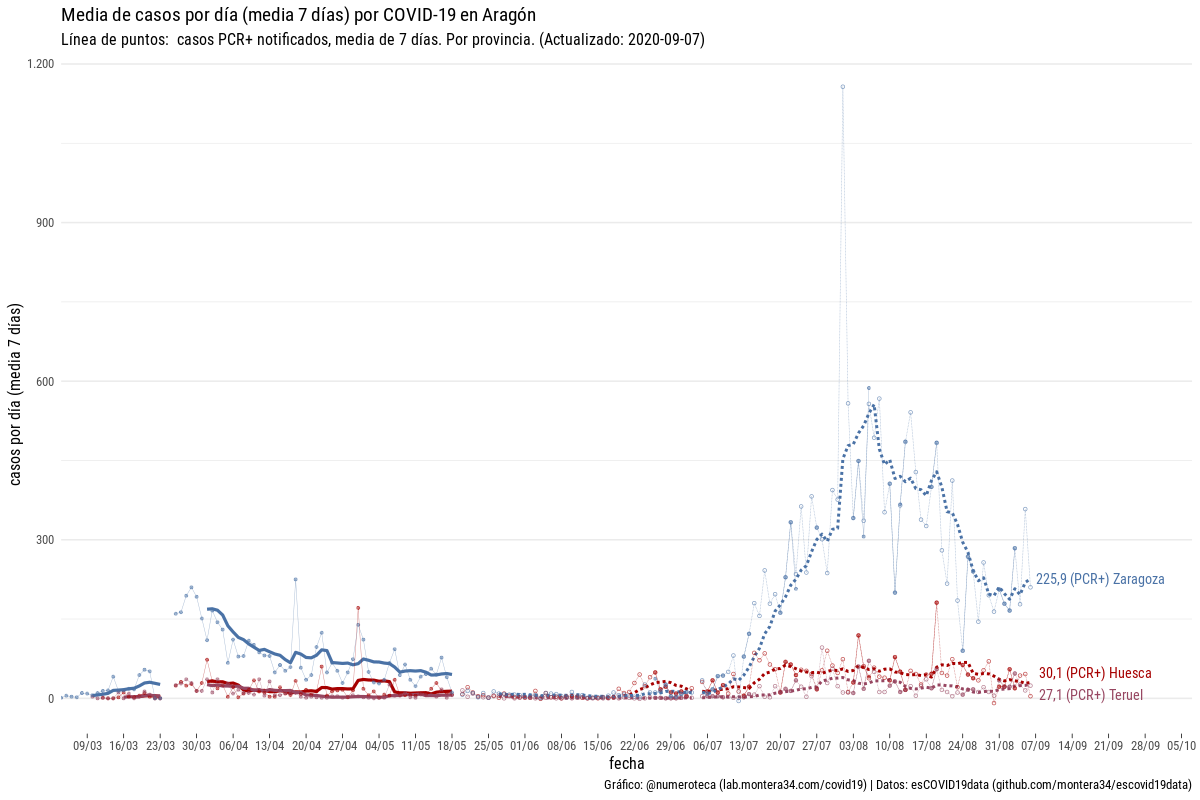 Media de casos por día (media 7 días) por COVID-19 en Aragón
Línea de puntos:  casos PCR+ notificados, media de 7 días. Por provincia. (Actualizado: 2020-09-07)
casos por día (media 7 días)
1.200
900
600
300
0
225,9 (PCR+) Zaragoza
30,1 (PCR+) Huesca
27,1 (PCR+) Teruel
09/03 16/03 23/03 30/03 06/04 13/04 20/04 27/04 04/05 11/05 18/05 25/05 01/06 08/06 15/06 22/06 29/06 06/07 13/07 20/07 27/07 03/08 10/08 17/08 24/08 31/08 07/09 14/09 21/09 28/09 05/10
fecha
Gráfico: @numeroteca (lab.montera34.com/covid19) | Datos: esCOVID19data (github.com/montera34/escovid19data)